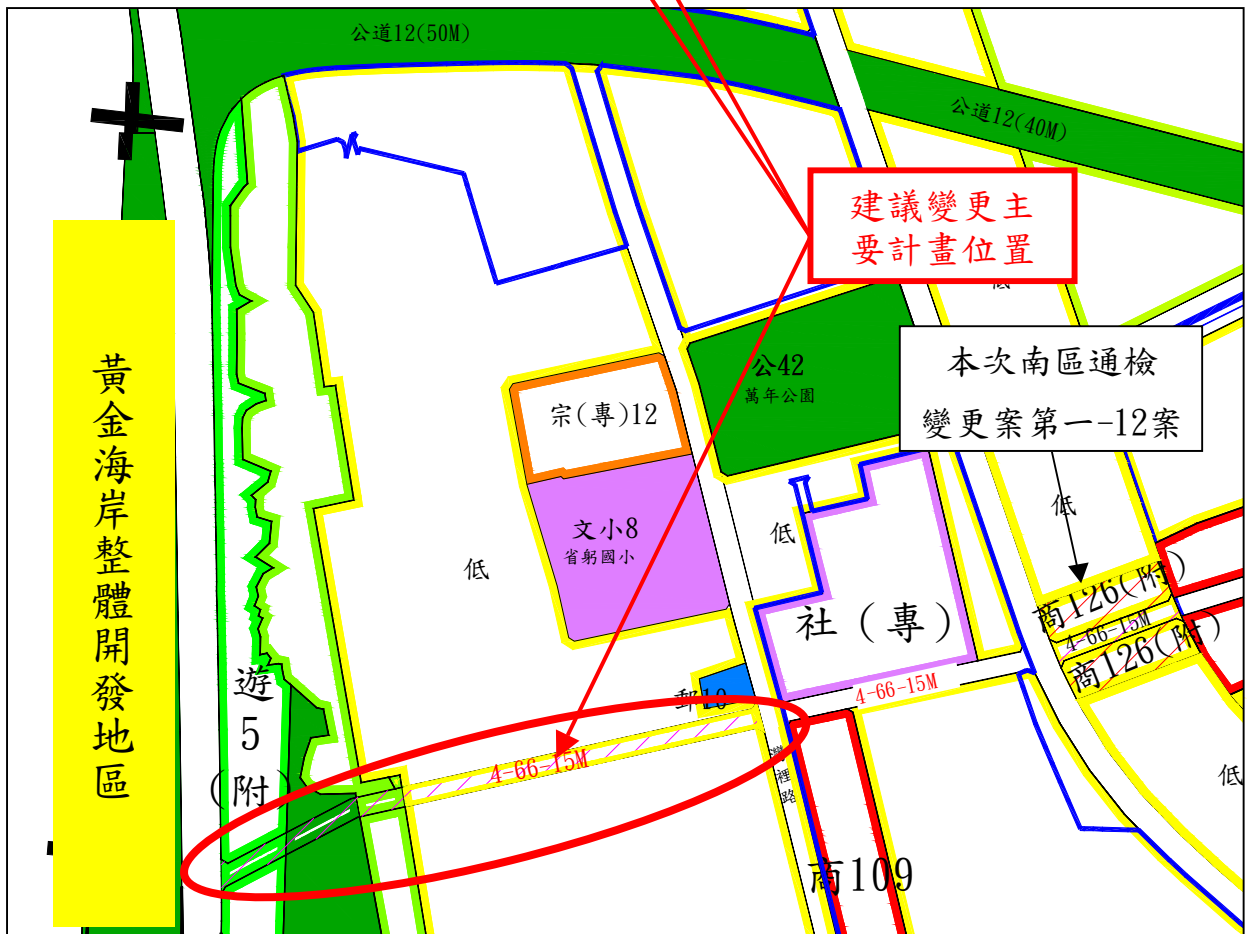 公道12(50M)
公道12(40M)
建議變更主
要計畫位置
低
本次南區通檢
變更案第一-12案
公42
萬年公園
黃金海岸整體開發地區
宗(專)12
文小8
省躬國小
低
低
低
社（專）
商126(附)
4-66-15M
商126(附)
遊
5
(附)
郵10
4-66-15M
4-66-15M
灣裡路
低
商109